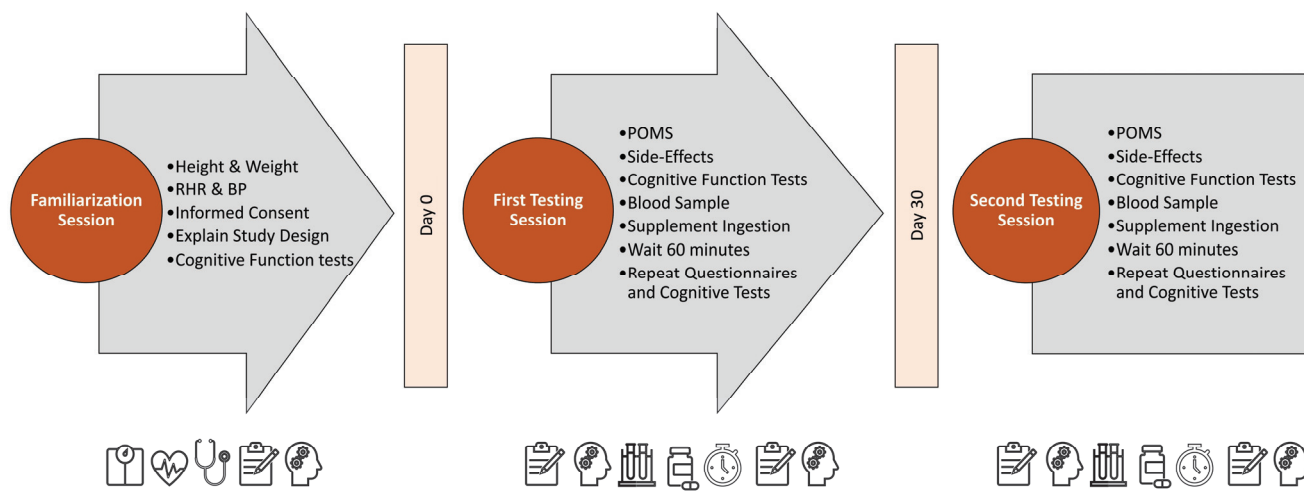 Familiarization
Session
•Height & Weight
•RHR & BP
•Informed Consent
•Explain Study Design
•Cognitive Function tests
Day 0
First Testing
Session
•POMS
•Side-Effects
•Cognitive Function Tests
•Blood Sample
•Supplement Ingestion
•Wait 60 minutes
•Repeat Questionnaires
and Cognitive Tests
Day 30
Second Testing
Session
•POMS
•Side-Effects
•Cognitive Function Tests
•Blood Sample
•Supplement Ingestion
•Wait 60 minutes
•Repeat Questionnaires
and Cognitive Tests